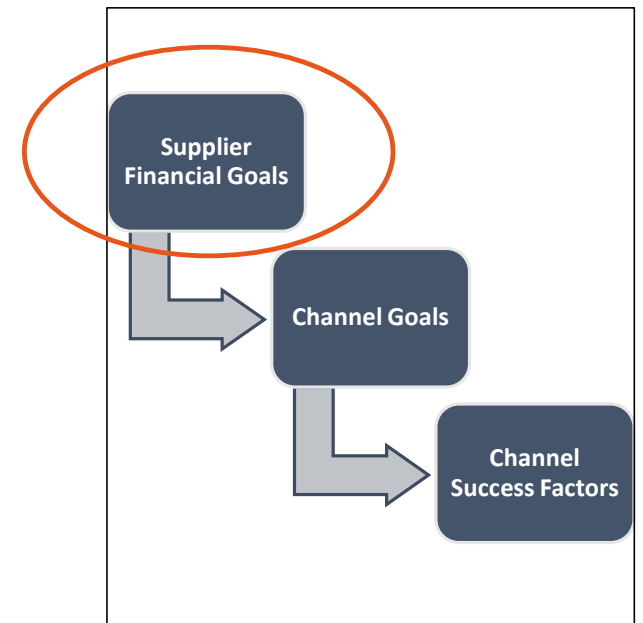 Supplier
Financial Goals
Channel Goals
Channel
Success Factors